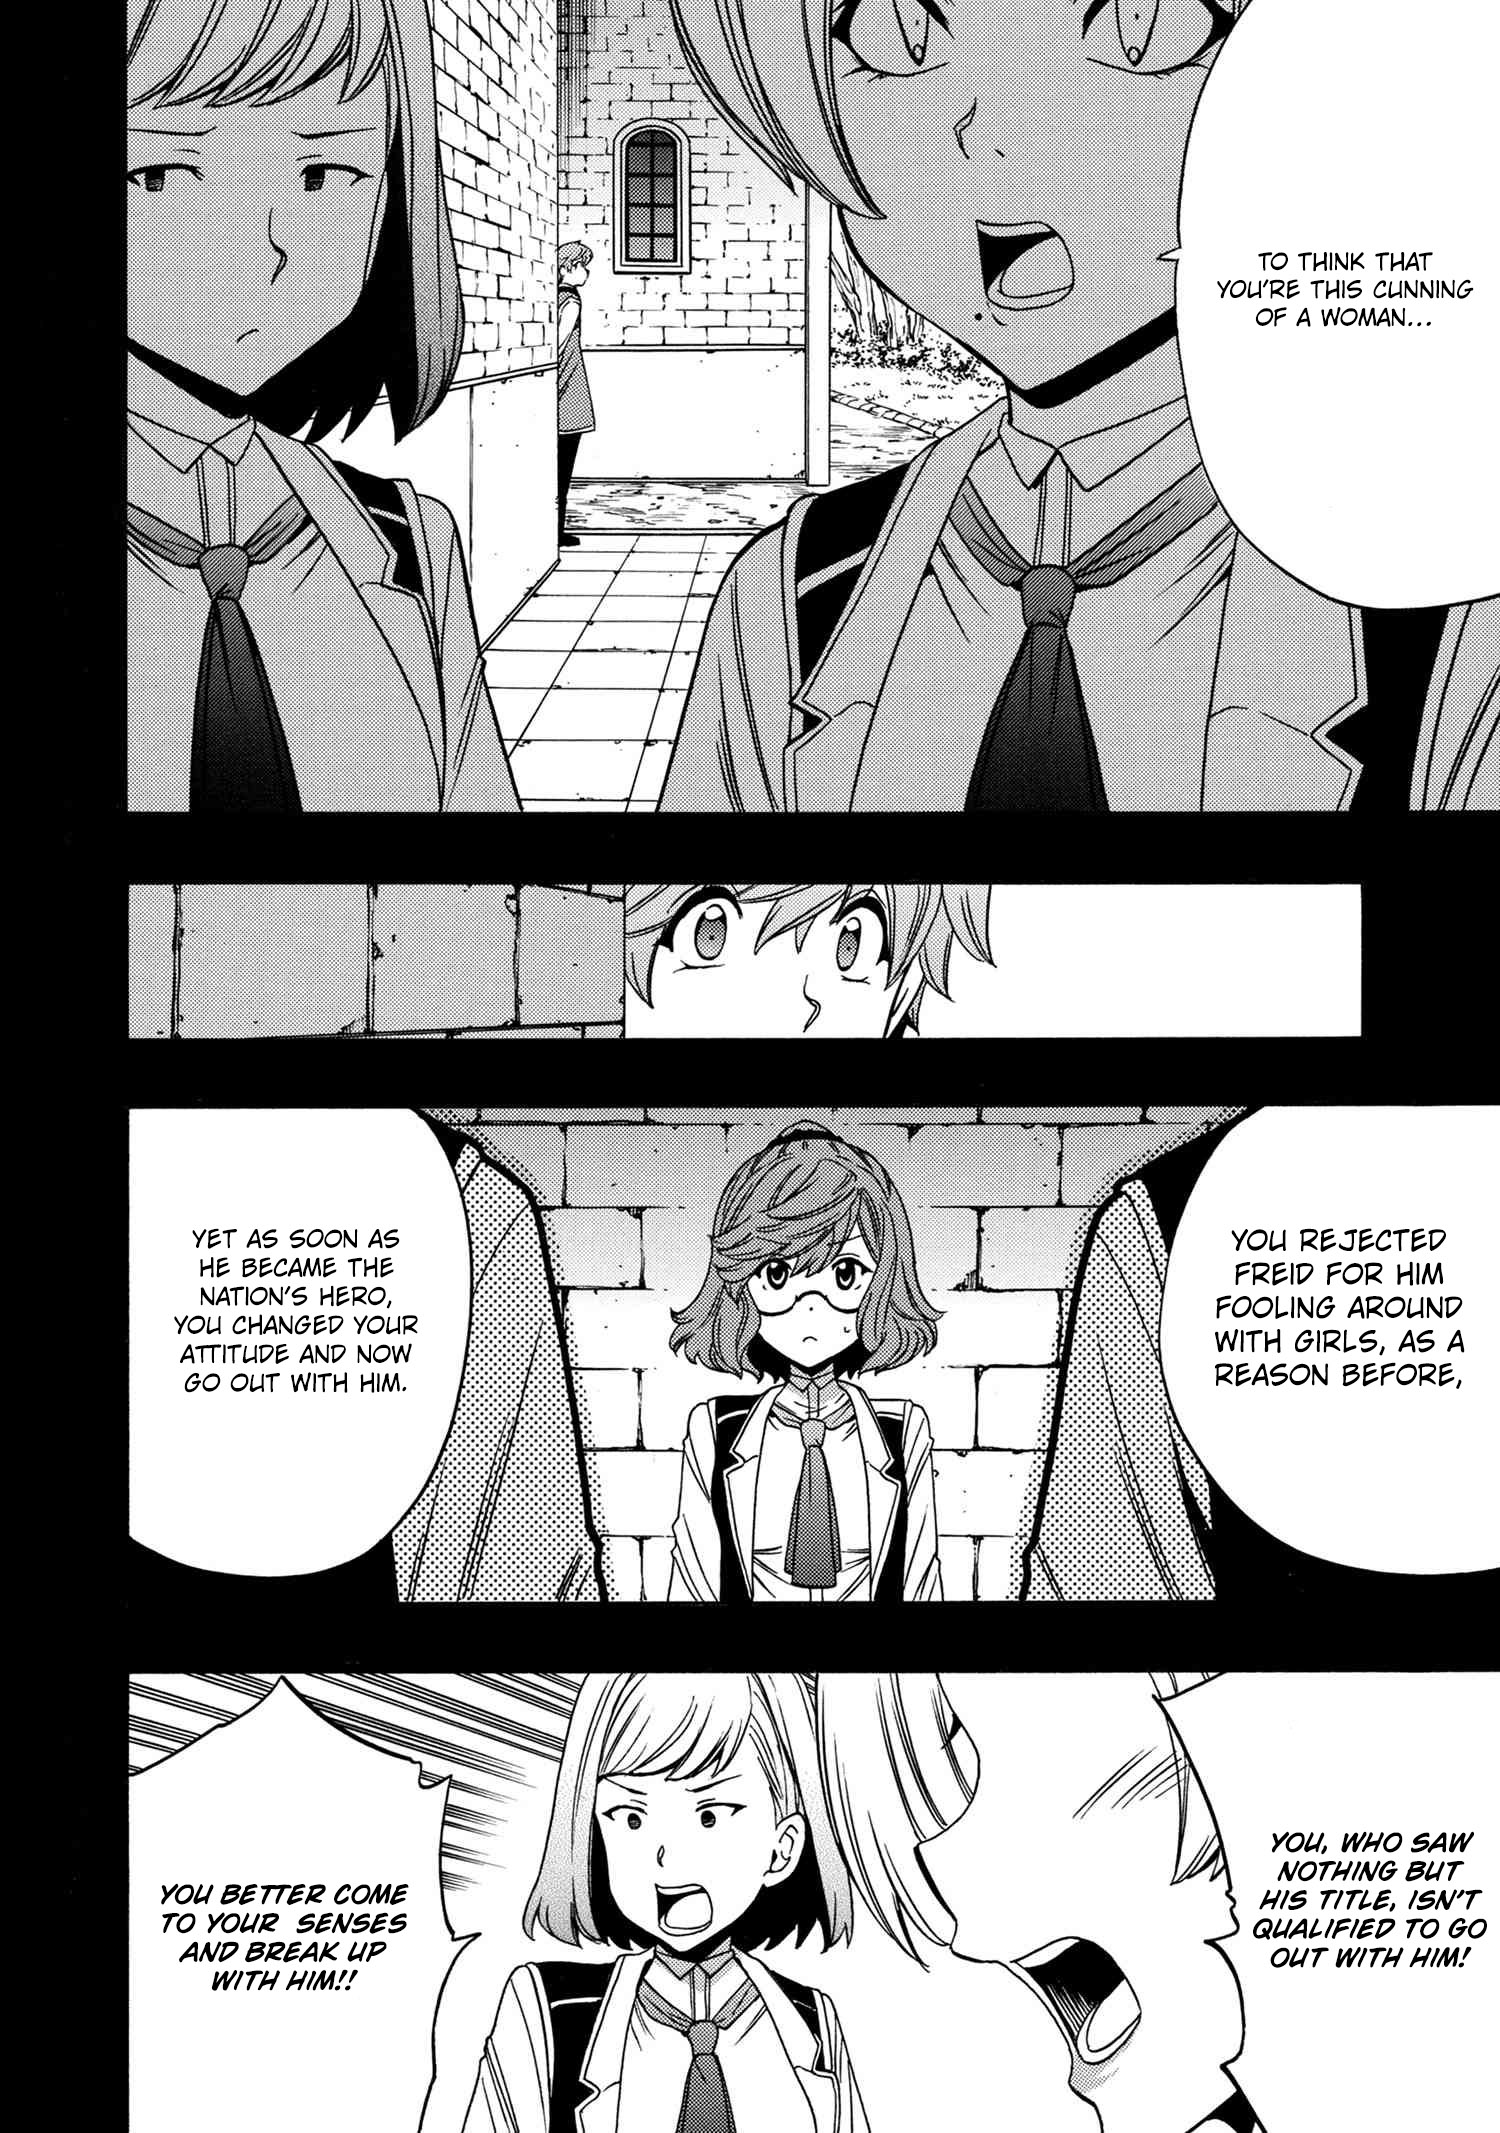 TO THINK THAT
YOU'RE THIS CUNNING
OF A WOMAN...
YOU REJECTED
FREID FOR HIM
FOOLING AROUND
WITH GIRLS, AS A
REASON BEFORE,
YET AS SOON AS
HE BECAME THE
NATION'S HERO,
YOU CHANGED YOUR
ATTITUDE AND NOW
GO OUT WITH HIM.
YOU, WHO SAW
NOTHING BUT
HIS TITLE, ISN'T
QUALIFIED TO GO
OUT WITH HIM!
YOU BETTER COME
TO YOUR SENSES
AND BREAK UP
WITH HIM!!